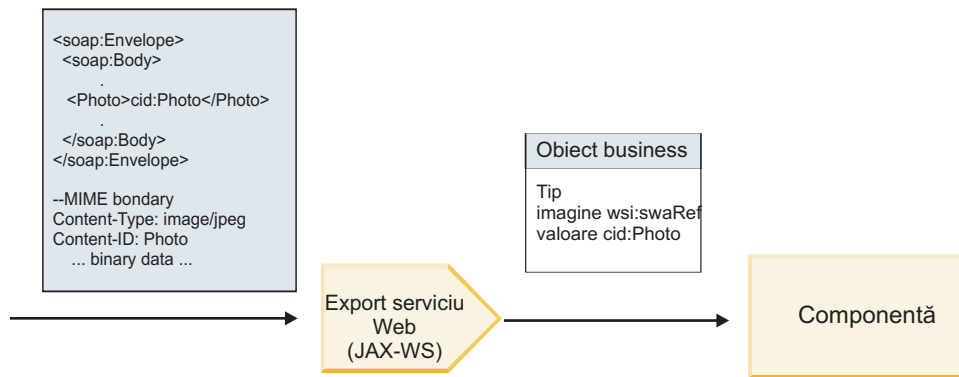 <soap:Envelope>
<soap:Body>
.
<Photo>cid:Photo</Photo>
.
</soap:Body>
</soap:Envelope>
--MIME bondary
Content-Type: image/jpeg
Content-ID: Photo
... binary data ...
Obiect business
Tip
imagine wsi:swaRef
valoare cid:Photo
Export serviciu
Web
(JAX-WS)
Componentă